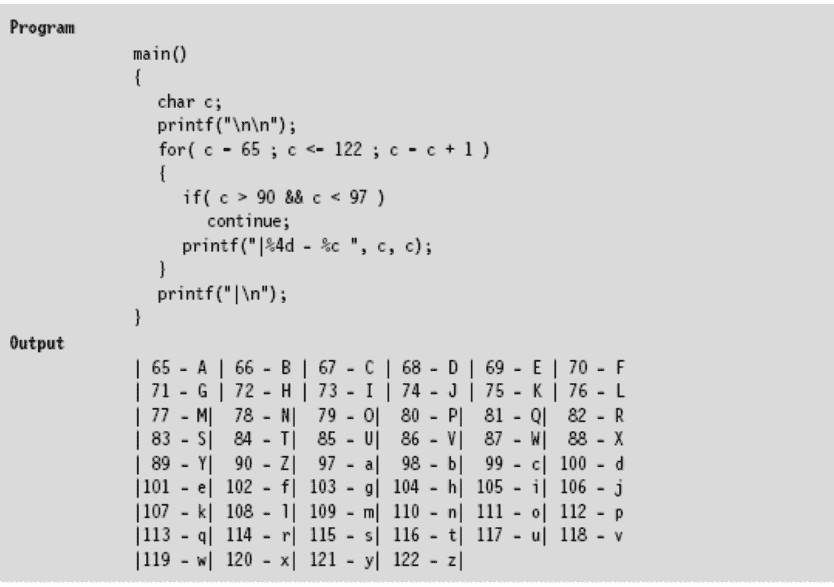 Program
main()
{
char c;
printf("\n\n");
for( c = 65 ; c <= 122 ; c = c + 1 )
{
if( c > 90 && c < 97 )
continue;
printf("|%4d - %c ", c, c);
}
printf("|\n");
}
Output
| 65 - A | 66 - B | 67 - C | 68 - D | 69 - E | 70 - F
| 71 - G | 72 - H | 73 - I | 74 - J | 75 - K | 76 - L
| 77 - M| 78 - N| 79 - O| 80 - P| 81 - Q| 82 - R
| 83 - S| 84 - T| 85 - U| 86 - V| 87 - W| 88 - X
| 89 - Y| 90 - Z| 97 - a| 98 - b| 99 - c| 100 - d
|101 - e| 102 - f| 103 - g| 104 - h| 105 - i| 106 - j
|107 - k| 108 - l| 109 - m| 110 - n| 111 - o| 112 - p
|113 - q| 114 - r| 115 - s| 116 - t| 117 - u| 118 - v
|119 - w| 120 - x| 121 - y| 122 - z|